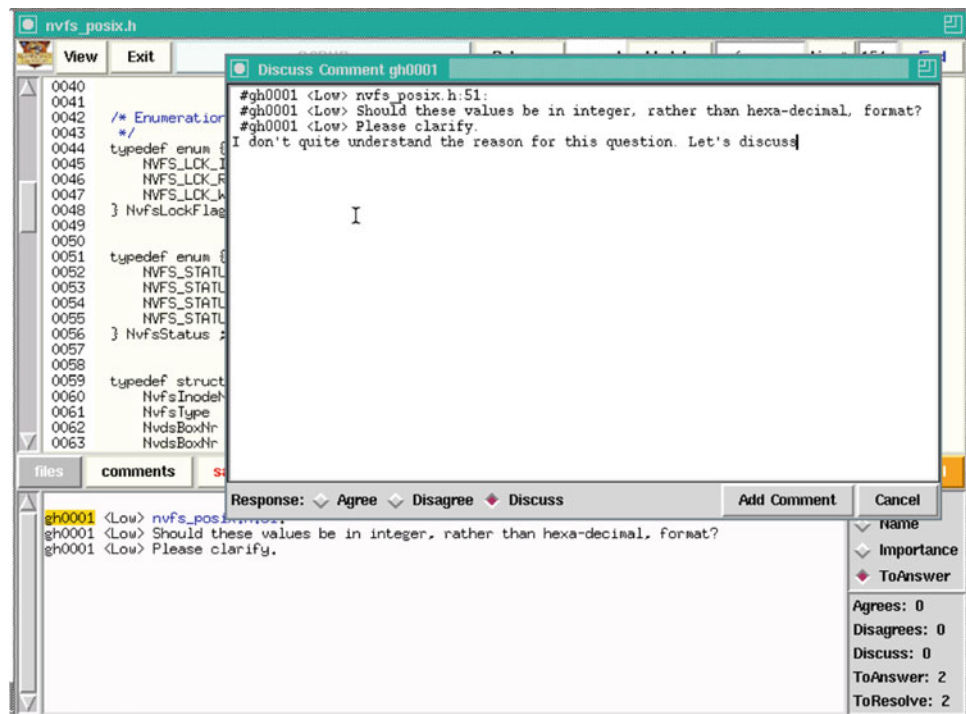 nvfs_posix.h
View Exit
Discuss Comment gh0001
#gh0001 <Low> nvfs_posix.h:51:
#gh0001 <Low> Should these values be in integer, rather than hexa-decimal, format?
#gh0001 <Low> Please clarify.
I don't quite understand the reason for this question. Let's discuss
0040
0041
0042 /* Enumeration
0043 */
0044 typedef enum {
0045 NVFS_LCK_
0046 NVFS_LCK_
0047 NVFS_LCK_
0048 } NvfsLockFlag
0049
0050
0051 typedef enum {
0052 NVFS_STATU
0053 NVFS_STATU
0054 NVFS_STATU
0055 NVFS_STATU
0056 } NvfsStatus ;
0057
0058
0059 typedef struct
0060 NvfsInode
0061 NvfsType
0062 NvdsBoxNr
0063 NvdsBoxNr
Response: Agree Disagree Discuss Add Comment Cancel
files comments
gh0001 <Low> nvfs_posix.h:51:
gh0001 <Low> Should these values be in integer, rather than hexa-decimal, format?
gh0001 <Low> Please clarify.
Name
Importance
ToAnswer
Agrees: 0
Disagrees: 0
Discuss: 0
ToAnswer: 2
ToResolve: 2